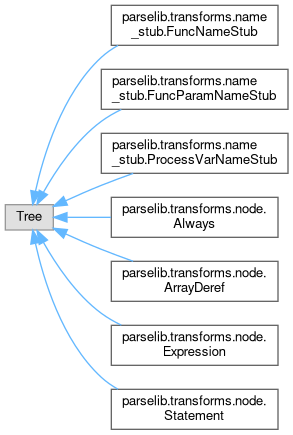 parselib.transforms.name
_stub.FuncNameStub
parselib.transforms.name
_stub.FuncParamNameStub
parselib.transforms.name
_stub.ProcessVarNameStub
Tree
parselib.transforms.node.
Always
parselib.transforms.node.
ArrayDeref
parselib.transforms.node.
Expression
parselib.transforms.node.
Statement